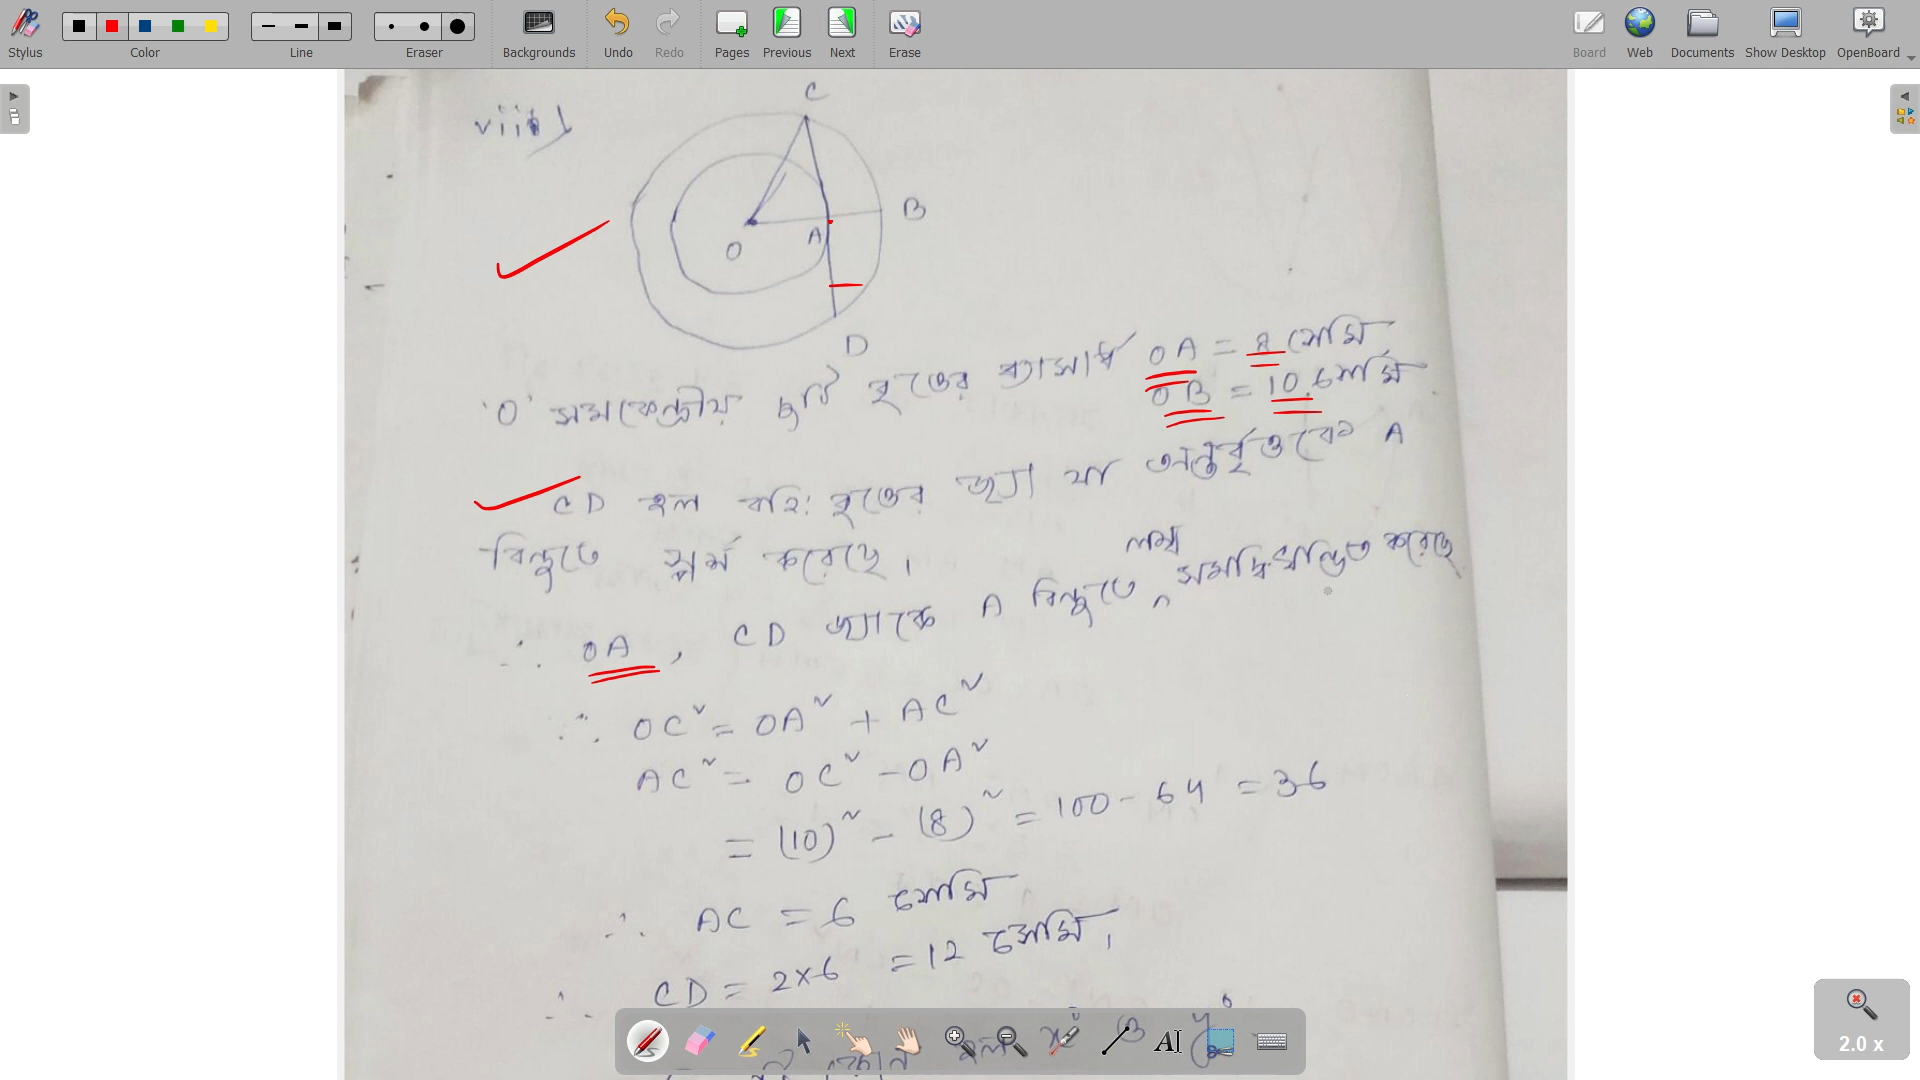 Stylus Color Line Eraser Backgrounds Undo Redo Pages Previous Next Erase Board Web Documents Show Desktop OpenBoard
viii)
C
B
O A
D
'O' সমকেন্দ্রীয় দুটি বৃত্তের ব্যাসার্ধ OA = 8 সেমি
OB = 10 সেমি
CD হল বহিঃ বৃত্তের জ্যা যা অন্তর্বৃত্তকে A
বিন্দুতে স্পর্শ করেছে।
∴ OA, CD জ্যাকে A বিন্দুতে লম্ব সমদ্বিখন্ডিত করেছে
∴ OC² = OA² + AC²
AC² = OC² - OA²
= (10)² - (8)² = 100 - 64 = 36
∴ AC = 6 সেমি
∴ CD = 2×6 = 12 সেমি।
2.0 x